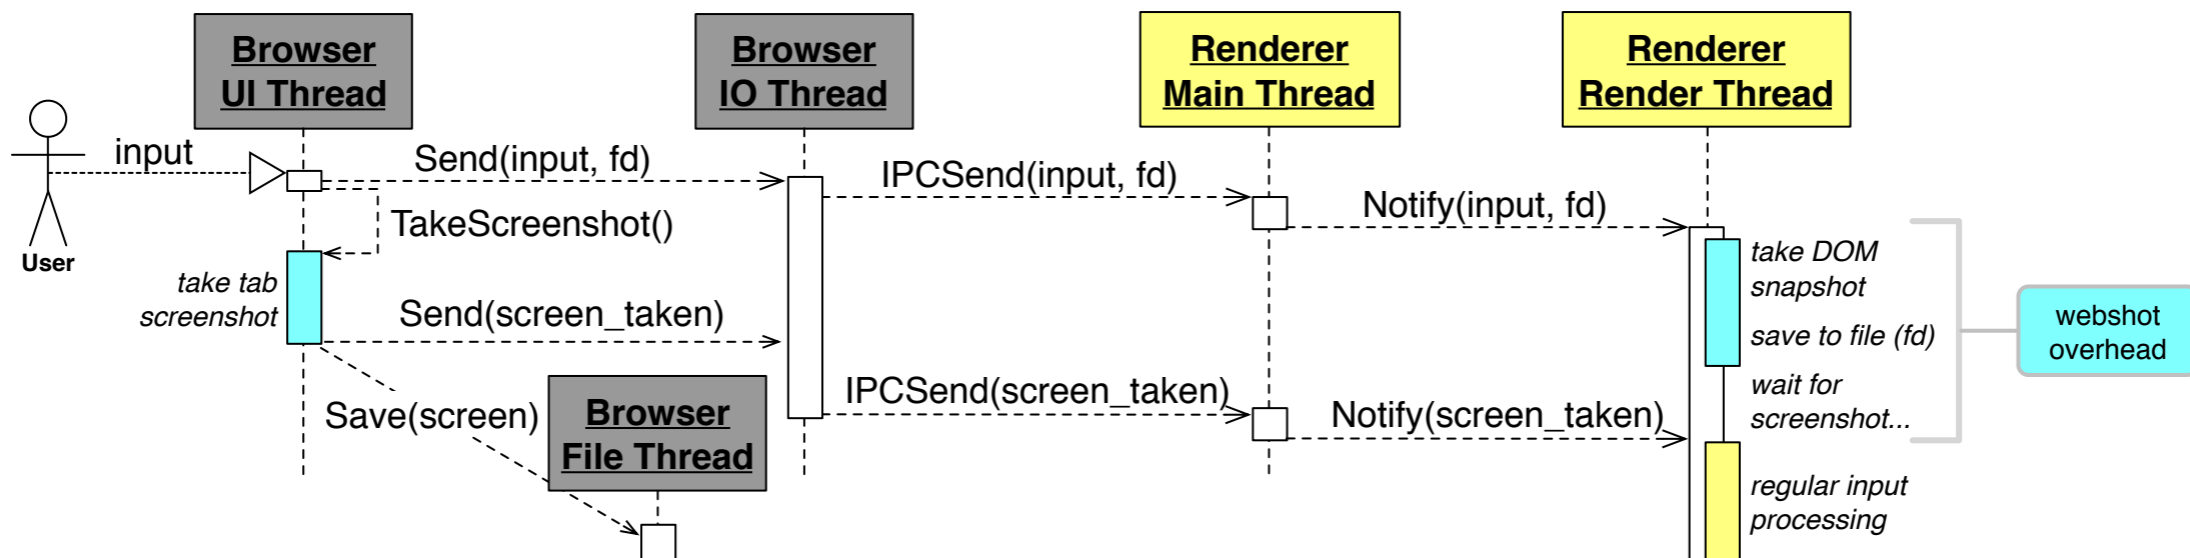 Browser
UI Thread
Browser
IO Thread
Renderer
Main Thread
Renderer
Render Thread
input
Send(input, fd)
IPCSend(input, fd)
Notify(input, fd)
TakeScreenshot()
User
take tab
screenshot
Send(screen_taken)
take DOM
snapshot
save to file (fd)
webshot
overhead
IPCSend(screen_taken)
wait for
screenshot...
Save(screen)
Browser
File Thread
Notify(screen_taken)
regular input
processing